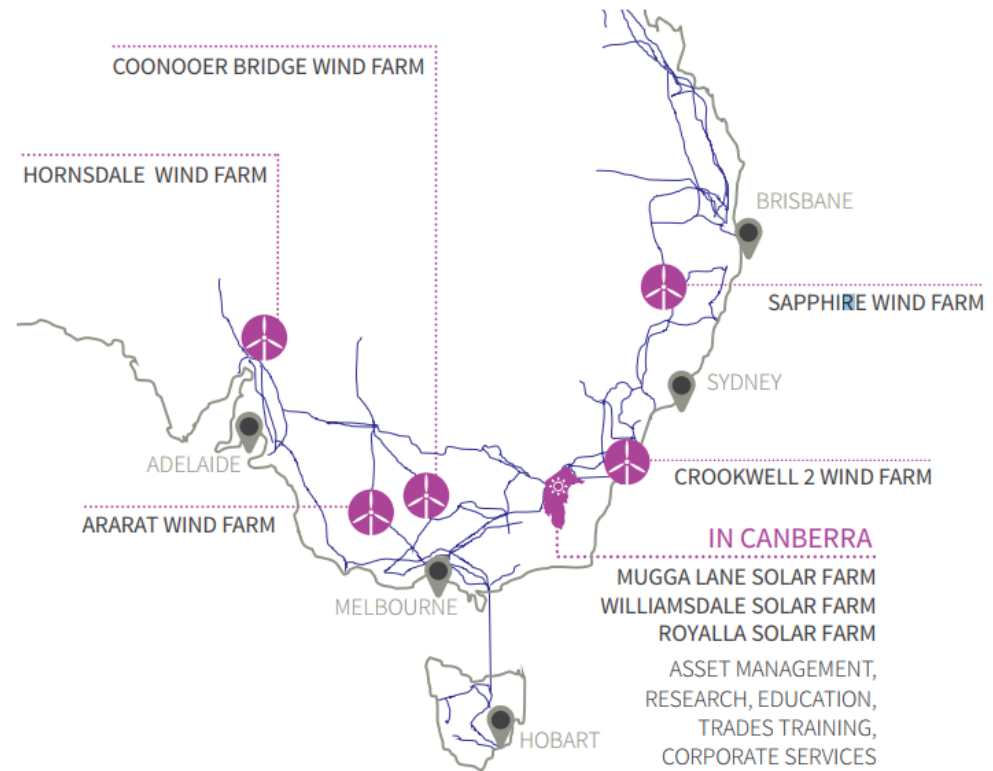 COONOOER BRIDGE WIND FARM
HORNSDALE WIND FARM
BRISBANE
SAPPHIRE WIND FARM
SYDNEY
ADELAIDE
CROOKWELL 2 WIND FARM
ARARAT WIND FARM
IN CANBERRA
MUGGA LANE SOLAR FARM
MELBOURNE
WILLIAMSDALE SOLAR FARM
ROYALLA SOLAR FARM
ASSET MANAGEMENT,
RESEARCH, EDUCATION,
TRADES TRAINING,
CORPORATE SERVICES
HOBART